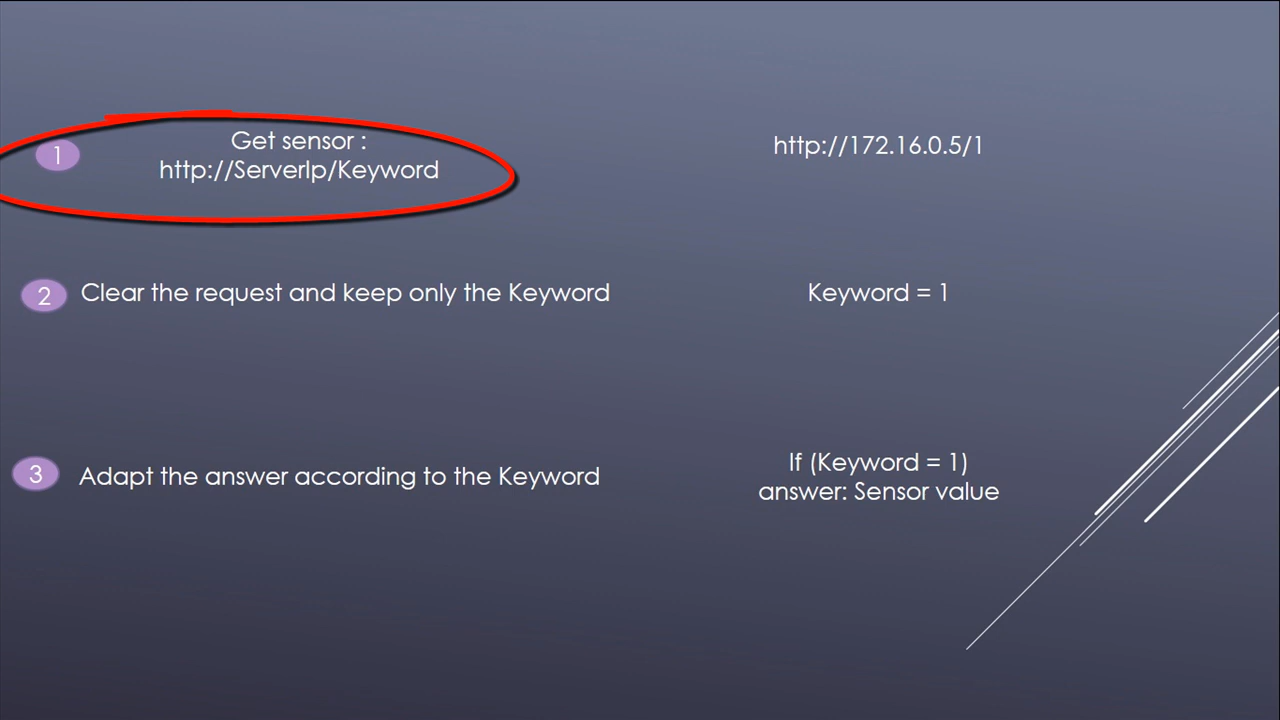 1
Get sensor :
http://ServerIp/Keyword
http://172.16.0.5/1
2
Clear the request and keep only the Keyword
Keyword = 1
3
Adapt the answer according to the Keyword
If (Keyword = 1)
answer: Sensor value